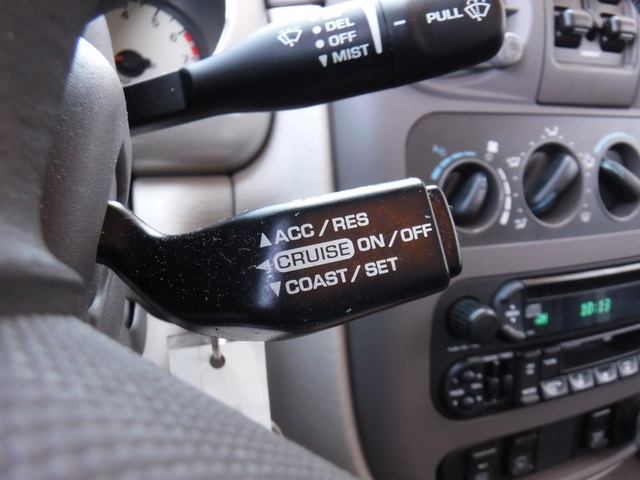 DEL
OFF
MIST
PULL
ACC / RES
CRUISE ON / OFF
COAST / SET